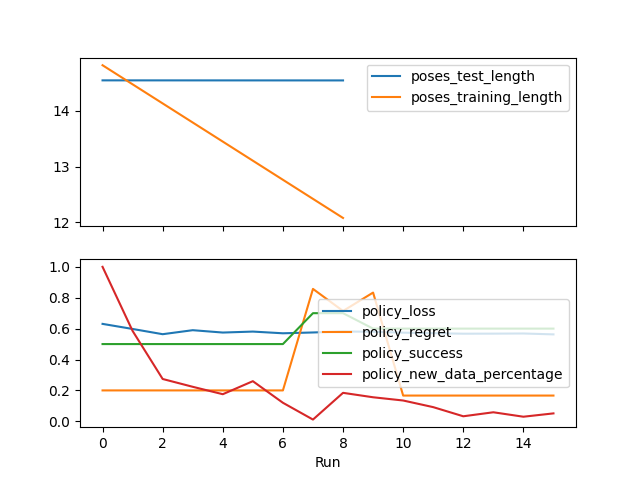 poses_test_length
poses_training_length
14
13
12
1.0
0.8
0.6
0.4
0.2
0.0
policy_loss
policy_regret
policy_success
policy_new_data_percentage
0 2 4 6 8 10 12 14
Run